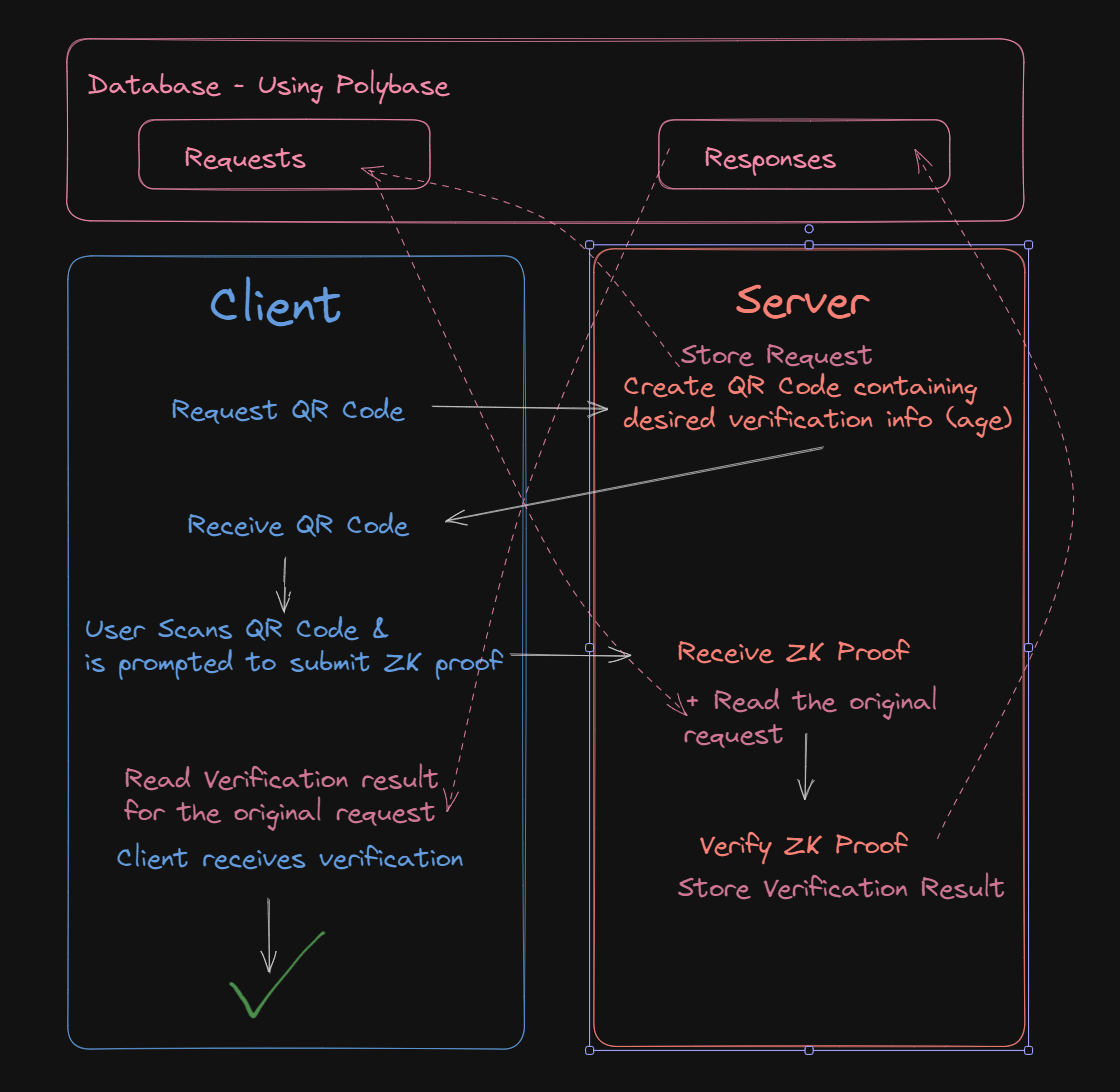 Database - Using Polybase
Requests
Responses
Client
Request QR Code
Receive QR Code
User Scans QR Code &
is prompted to submit ZK proof
Read Verification result
for the original request
Client receives verification
Server
Store Request
Create QR Code containing
desired verification info (age)
Receive ZK Proof
+ Read the original
request
Verify ZK Proof
Store Verification Result